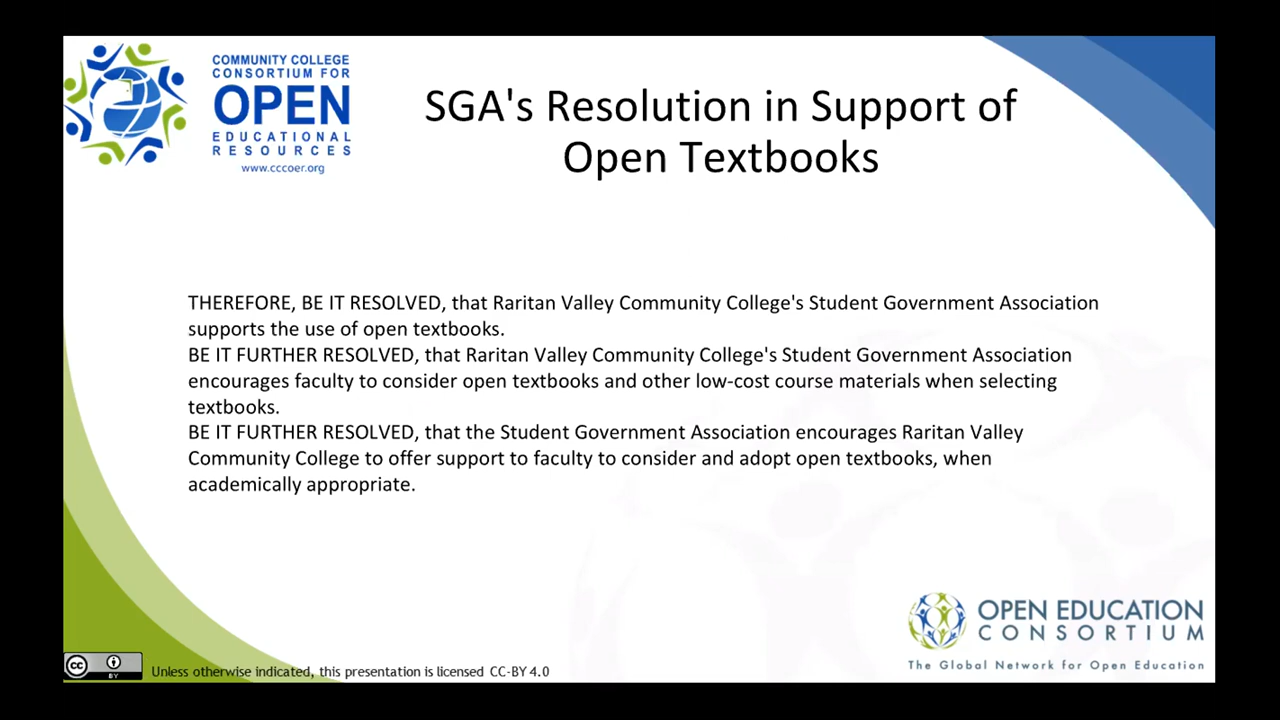 COMMUNITY COLLEGE
CONSORTIUM FOR
OPEN
EDUCATIONAL
RESOURCES
www.cccoer.org
SGA's Resolution in Support of
Open Textbooks
THEREFORE, BE IT RESOLVED, that Raritan Valley Community College's Student Government Association
supports the use of open textbooks.
BE IT FURTHER RESOLVED, that Raritan Valley Community College's Student Government Association
encourages faculty to consider open textbooks and other low-cost course materials when selecting
textbooks.
BE IT FURTHER RESOLVED, that the Student Government Association encourages Raritan Valley
Community College to offer support to faculty to consider and adopt open textbooks, when
academically appropriate.
OPEN EDUCATION
CONSORTIUM
The Global Network for Open Education
cc
BY
Unless otherwise indicated, this presentation is licensed CC-BY 4.0